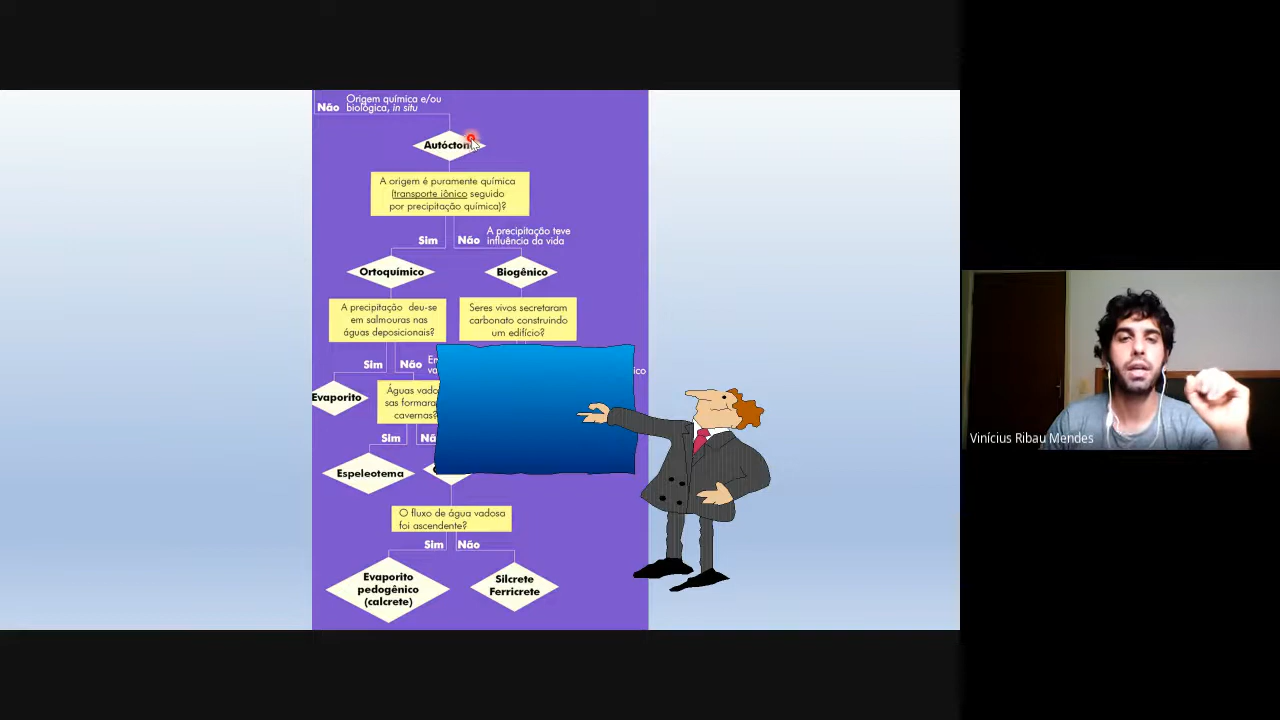 Não
Origem química e/ou
biológica, in situ
A origem é puramente química
(transporte iônico seguido
por precipitação química)?
Sim
Não
A precipitação teve
influência da vida
Ortoquímico
Biogênico
A precipitação deu-se
em salmouras nas
águas deposicionais?
Seres vivos secretaram
carbonato construindo
um edifício?
Sim
Não
Evaporito
cavernas?
Sim
Espeleotema
O fluxo de água vadosa
foi ascendente?
Sim
Não
Evaporito
pedogênico
(calcrete)
Silcrete
Ferricrete
Vinícius Ribau Mendes